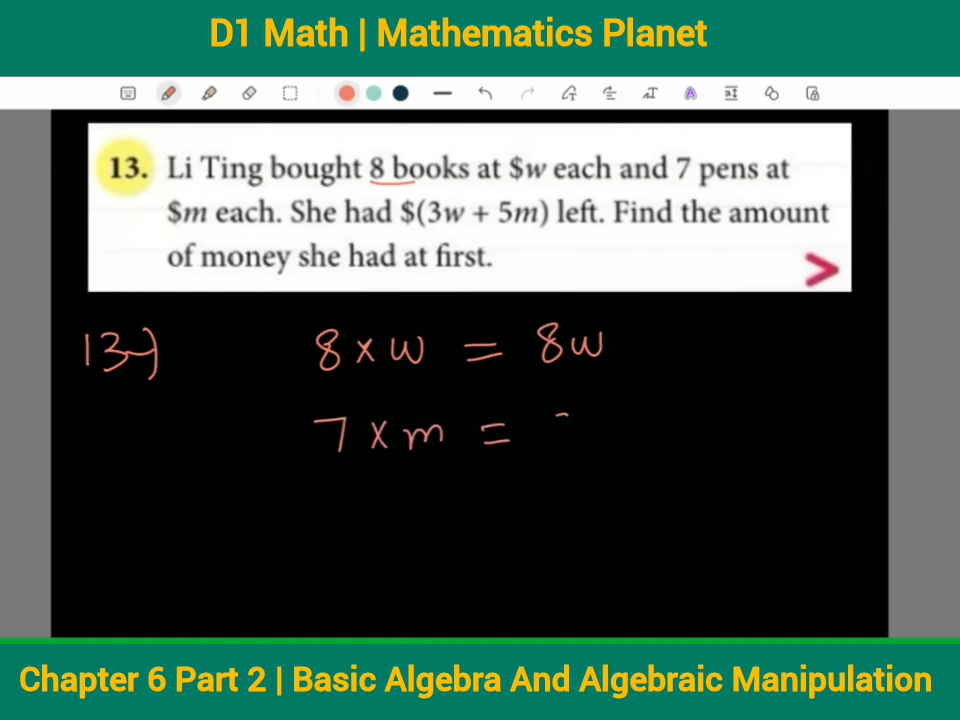 D1 Math | Mathematics Planet
13. Li Ting bought 8 books at $w each and 7 pens at
$m each. She had $(3w + 5m) left. Find the amount
of money she had at first.
13-) 8 × w = 8w
7 × m =
Chapter 6 Part 2 | Basic Algebra And Algebraic Manipulation